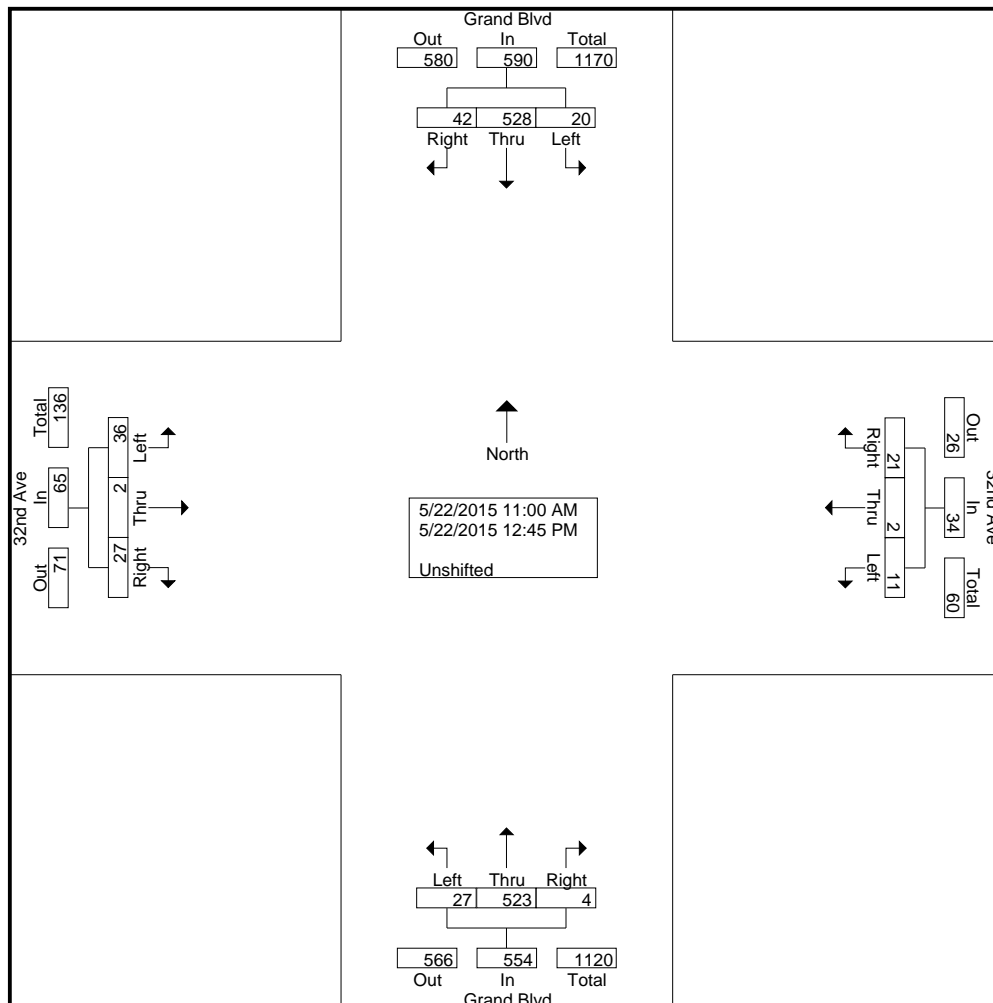 Grand Blvd
Out In Total
580 590 1170
42 528 20
Right Thru Left
32nd Ave
Total In Out
136 65 71
36 2 27
Left Thru Right
North
5/22/2015 11:00 AM
5/22/2015 12:45 PM
Unshifted
Right Thru Left
21 2 11
Out In Total
26 34 60
32nd Ave
Left Thru Right
27 523 4
566 554 1120
Out In Total
Grand Blvd